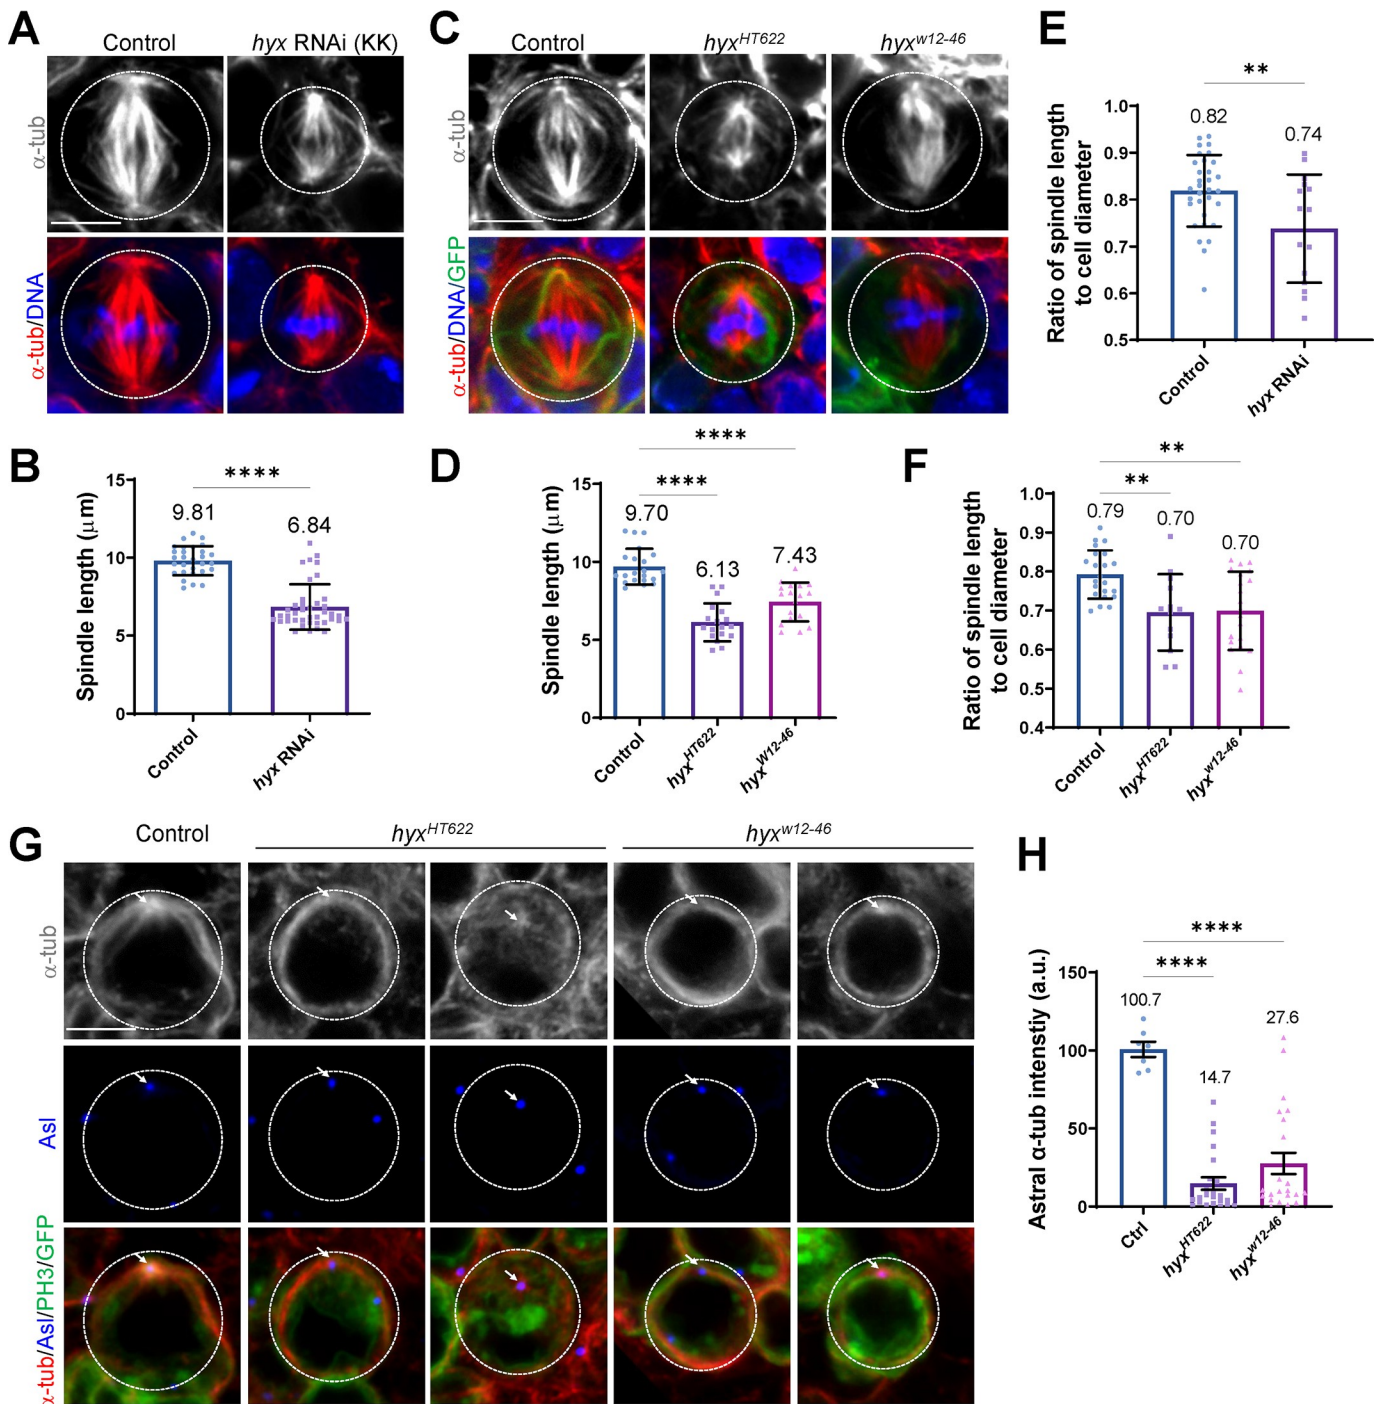 A
Control
hyx RNAi (KK)
α-tub
α-tub/DNA
C
Control
hyxHT622
hyxw12-46
α-tub
α-tub/DNA/GFP
E
**
0.82
0.74
Ratio of spindle length
to cell diameter
1.0
0.9
0.8
0.7
0.6
0.5
Control
hyx RNAi
B
****
9.81
6.84
Spindle length (μm)
15
10
5
0
Control
hyx RNAi
D
****
****
9.70
6.13
7.43
Spindle length (μm)
15
10
5
0
Control
hyxHT622
hyxW12-46
F
**
**
0.79
0.70
0.70
Ratio of spindle length
to cell diameter
1.0
0.9
0.8
0.7
0.6
0.5
0.4
Control
hyxHT622
hyxw12-46
G
Control
hyxHT622
hyxw12-46
α-tub
Asl
α-tub/Asl/PH3/GFP
H
****
****
100.7
14.7
27.6
Astral α-tub intenstiy (a.u.)
150
100
50
0
Ctrl
hyxHT622
hyxw12-46